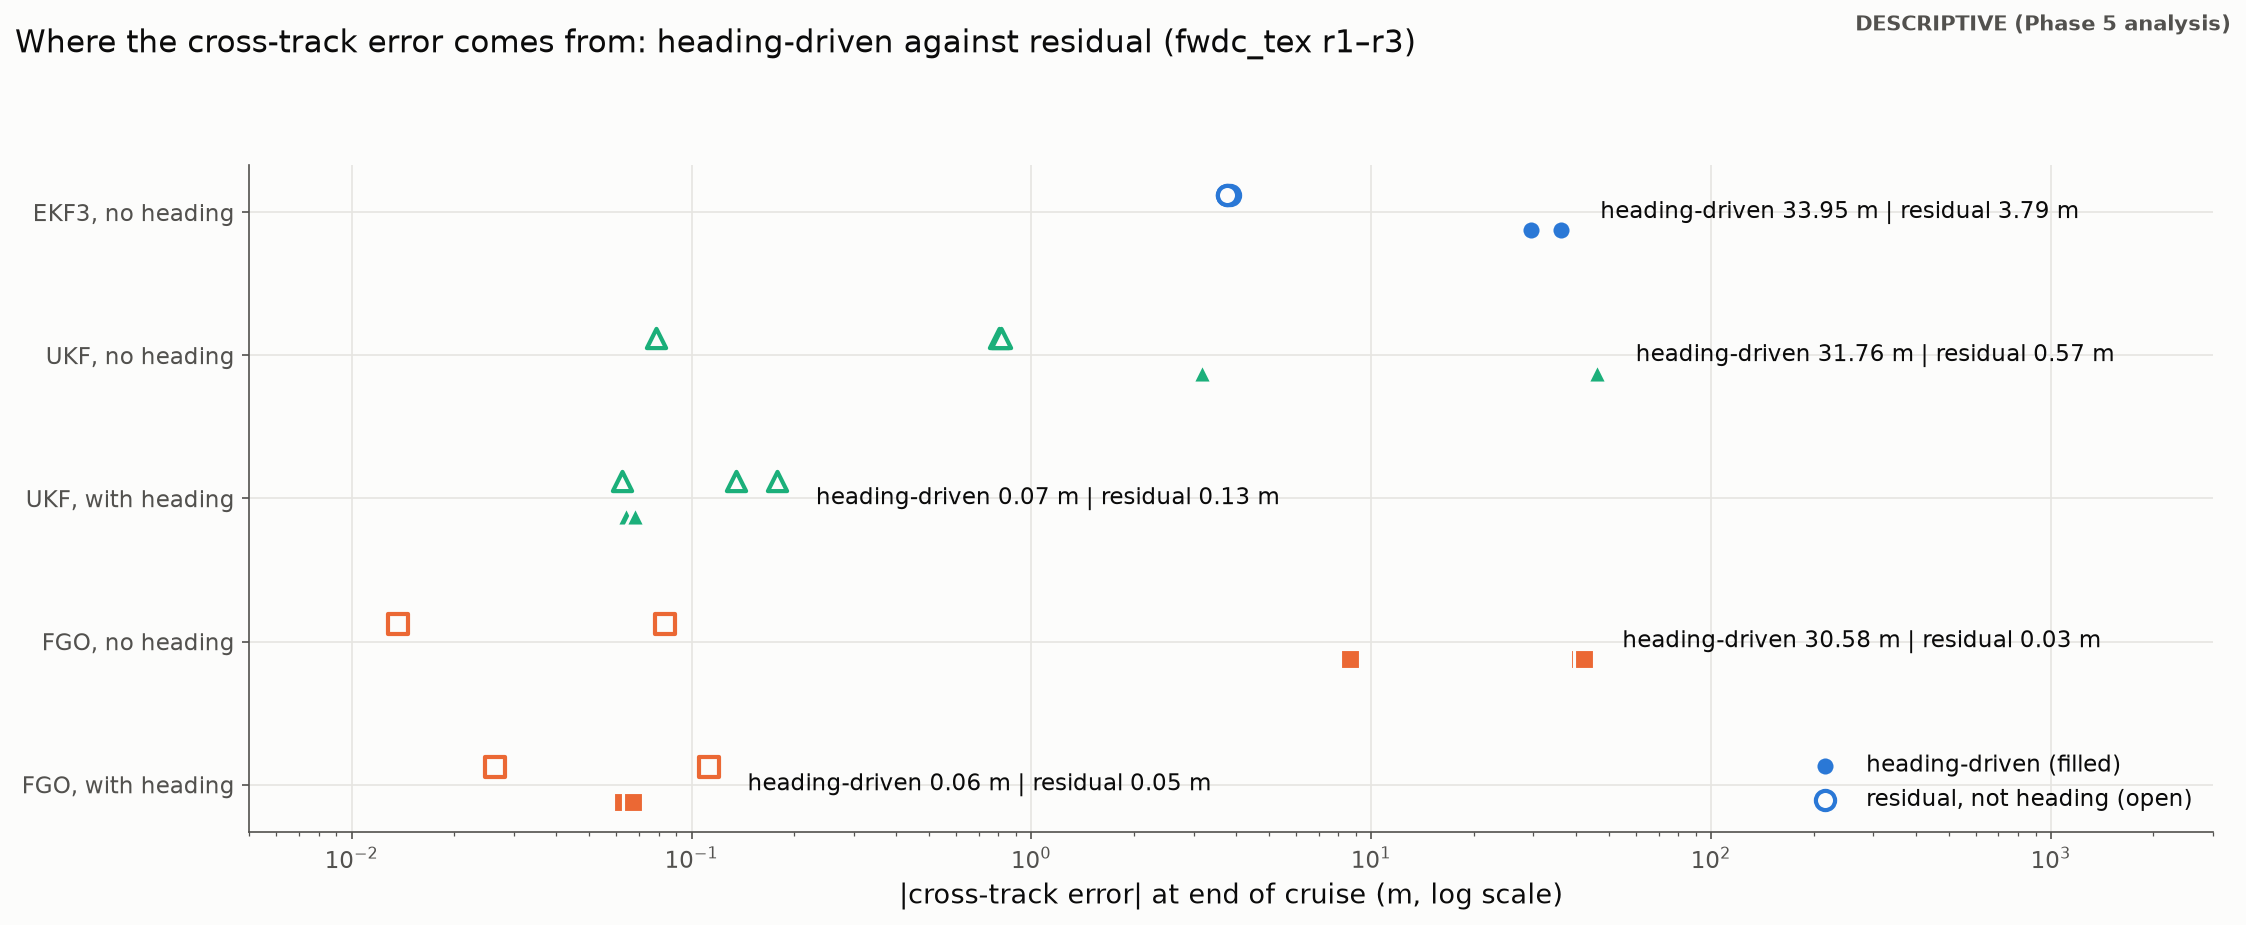 DESCRIPTIVE (Phase 5 analysis)
Where the cross-track error comes from: heading-driven against residual (fwdc_tex r1–r3)
EKF3, no heading
heading-driven 33.95 m | residual 3.79 m
UKF, no heading
heading-driven 31.76 m | residual 0.57 m
UKF, with heading
heading-driven 0.07 m | residual 0.13 m
FGO, no heading
heading-driven 30.58 m | residual 0.03 m
FGO, with heading
heading-driven 0.06 m | residual 0.05 m
heading-driven (filled)
residual, not heading (open)
10⁻² 10⁻¹ 10⁰ 10¹ 10² 10³
|cross-track error| at end of cruise (m, log scale)